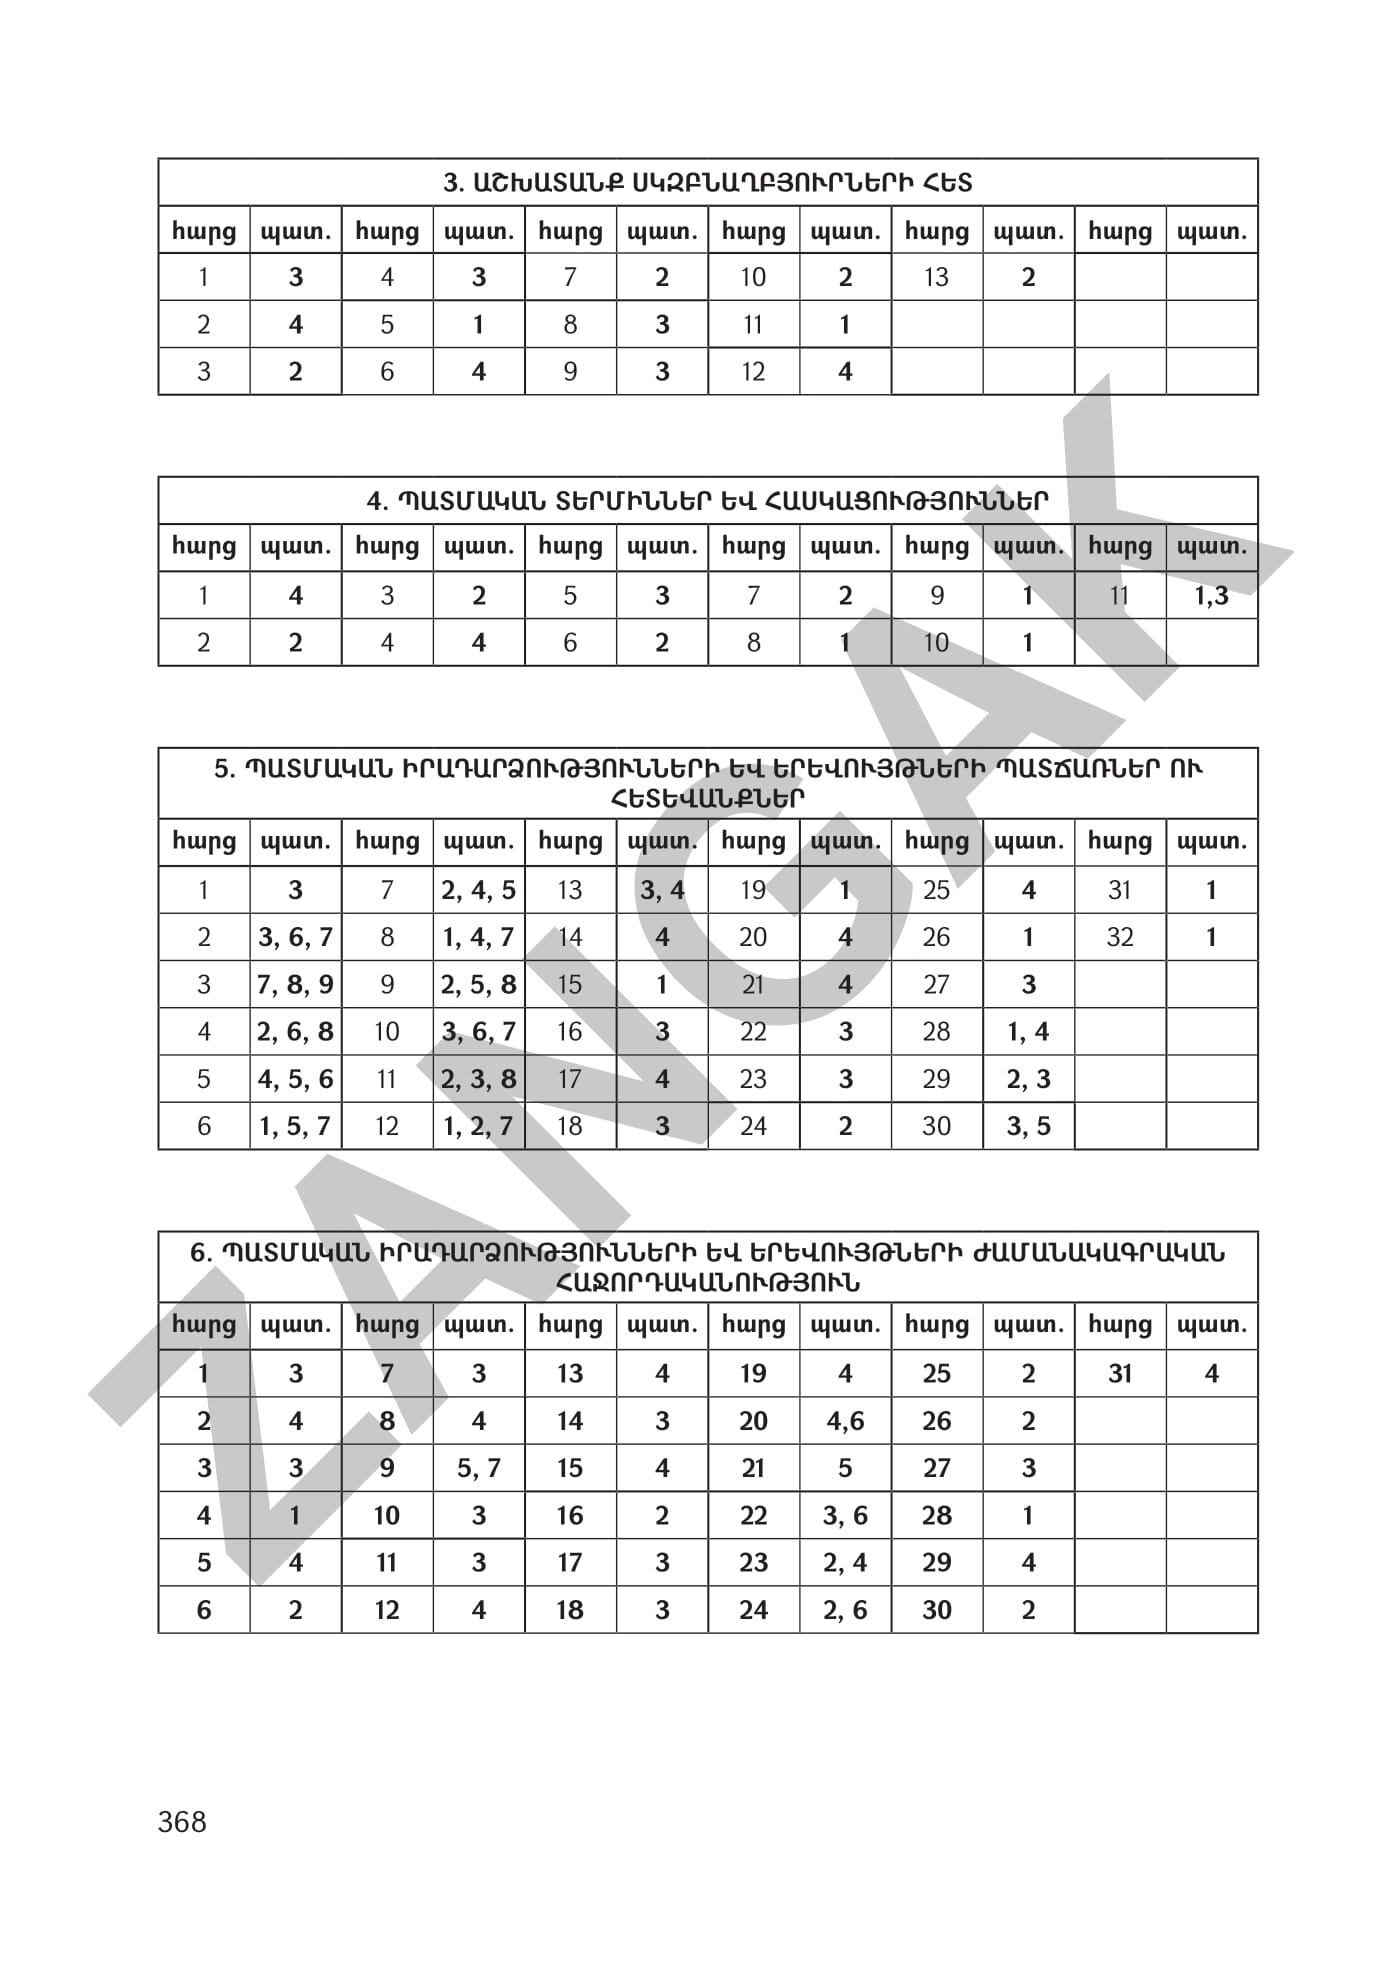 3. ԱՇԽԱՏԱՆՔ ՍԿԶԲՆԱՂԲՅՈՒՐՆԵՐԻ ՀԵՏ
հարց պատ. հարց պատ. հարց պատ. հարց պատ. հարց պատ. հարց պատ.
1 3 4 3 7 2 10 2 13 2
2 4 5 1 8 3 11 1
3 2 6 4 9 3 12 4
4. ՊԱՏՄԱԿԱՆ ՏԵՐՄԻՆՆԵՐ ԵՎ ՀԱՍԿԱՑՈՒԹՅՈՒՆՆԵՐ
հարց պատ. հարց պատ. հարց պատ. հարց պատ. հարց պատ. հարց պատ.
1 4 3 2 5 3 7 2 9 1 11 1,3
2 2 4 4 6 2 8 1 10 1
5. ՊԱՏՄԱԿԱՆ ԻՐԱԴԱՐՁՈՒԹՅՈՒՆՆԵՐԻ ԵՎ ԵՐԵՎՈՒՅԹՆԵՐԻ ՊԱՏՃԱՌՆԵՐ ՈՒ
ՀԵՏԵՎԱՆՔՆԵՐ
հարց պատ. հարց պատ. հարց պատ. հարց պատ. հարց պատ. հարց պատ.
1 3 7 2, 4, 5 13 3, 4 19 1 25 4 31 1
2 3, 6, 7 8 1, 4, 7 14 4 20 4 26 1 32 1
3 7, 8, 9 9 2, 5, 8 15 1 21 4 27 3
4 2, 6, 8 10 3, 6, 7 16 3 22 3 28 1, 4
5 4, 5, 6 11 2, 3, 8 17 4 23 3 29 2, 3
6 1, 5, 7 12 1, 2, 7 18 3 24 2 30 3, 5
6. ՊԱՏՄԱԿԱՆ ԻՐԱԴԱՐՁՈՒԹՅՈՒՆՆԵՐԻ ԵՎ ԵՐԵՎՈՒՅԹՆԵՐԻ ԺԱՄԱՆԱԿԱԳՐԱԿԱՆ
ՀԱՋՈՐԴԱԿԱՆՈՒԹՅՈՒՆ
հարց պատ. հարց պատ. հարց պատ. հարց պատ. հարց պատ. հարց պատ.
1 3 7 3 13 4 19 4 25 2 31 4
2 4 8 4 14 3 20 4,6 26 2
3 3 9 5, 7 15 4 21 5 27 3
4 1 10 3 16 2 22 3, 6 28 1
5 4 11 3 17 3 23 2, 4 29 4
6 2 12 4 18 3 24 2, 6 30 2
368
ZANGAK